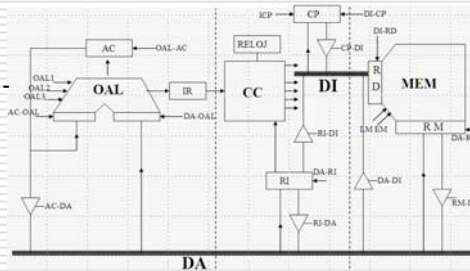 ICP
CP
DI-CP
AC
OAL-AC
RELOJ
CP-DI
DI-RD
OAL1
OAL2
OAL3
OAL
IR
CC
DI
R
D
MEM
AC-OAL
DA-OAL
RI-DI
LM EM
R M
RI
DA-RI
DA-DI
AC-DA
RI-DA
DA